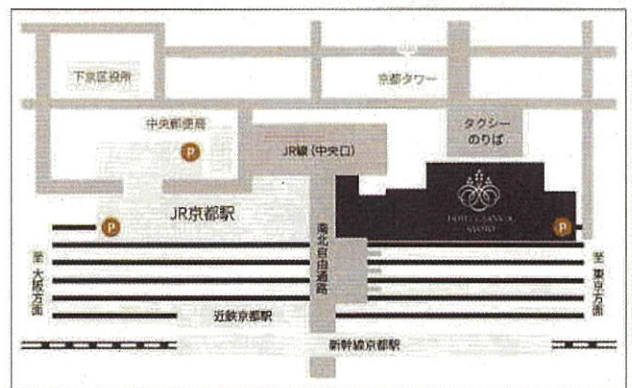 下京区役所
京都タワー
中央郵便局
P
JR線(中央口)
タクシー
のりば
HOTEL GRANVIA
KYOTO
JR京都駅
P
P
南北自由通路
至 大阪方面
至 東京方面
近鉄京都駅
新幹線京都駅